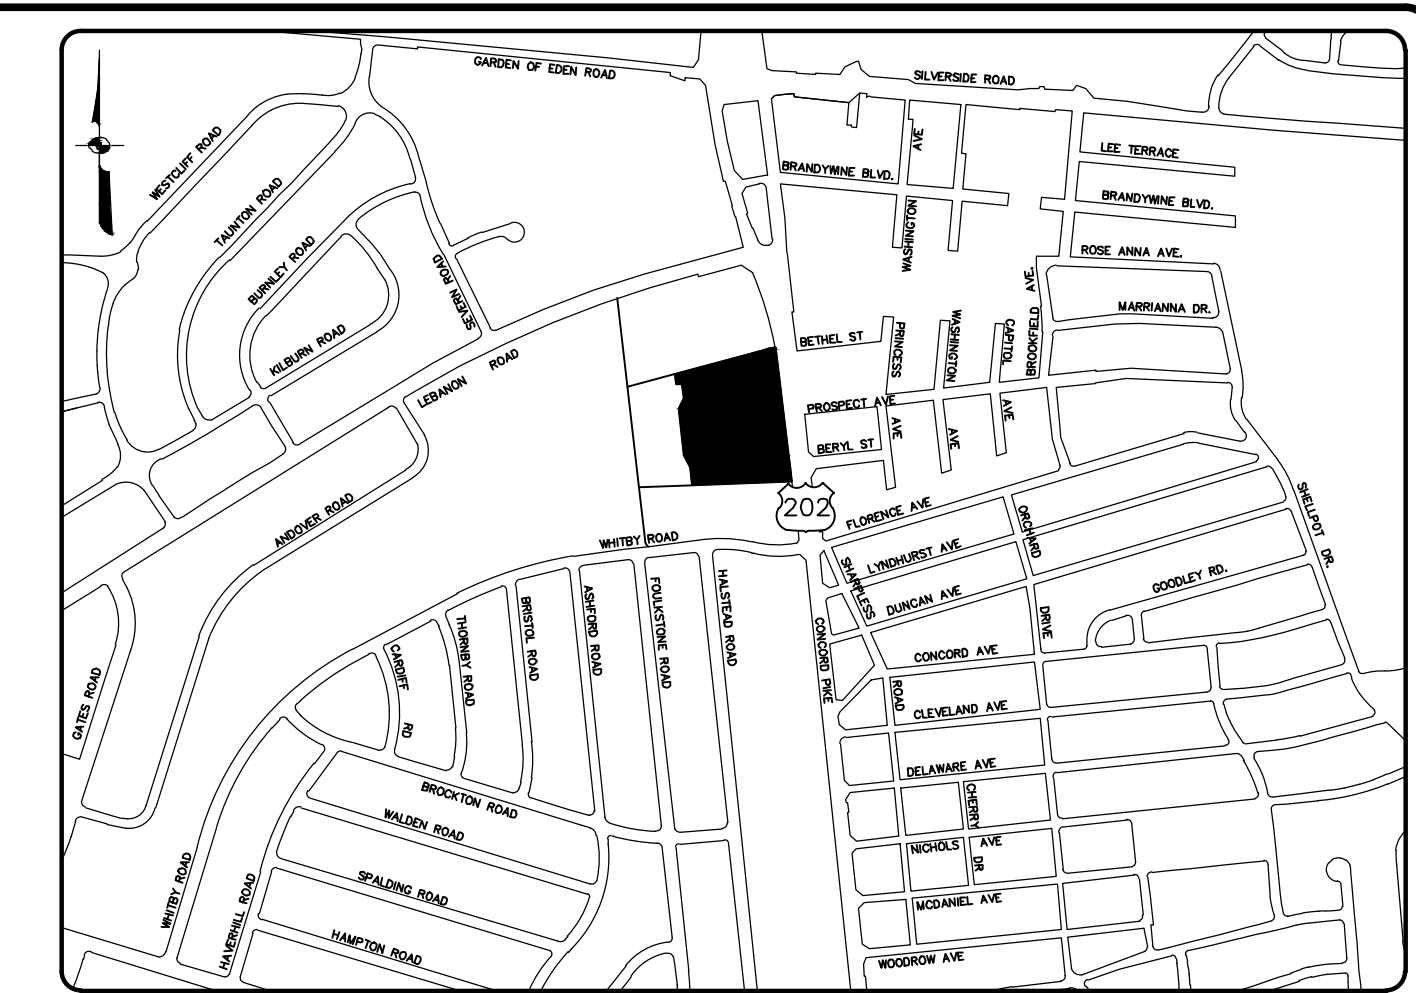 GARDEN OF EDEN ROAD
SILVERSIDE ROAD
WESTCLIFF ROAD
TAUNTON ROAD
BURNLEY ROAD
KILBURN ROAD
SEVERN ROAD
LEBANON ROAD
ANDOVER ROAD
GATES ROAD
AVE
WASHINGTON
BRANDYWINE BLVD.
LEE TERRACE
BRANDYWINE BLVD.
ROSE ANNA AVE.
MARRIANNA DR.
BROOKFIELD AVE.
BETHEL ST
PRINCESS
AVE
WASHINGTON
AVE
CAPITOL
AVE
PROSPECT AVE
BERYL ST
202
FLORENCE AVE
LYNDHURST AVE
DUNCAN AVE
ORCHARD
DRIVE
SHELLPOT DR.
GOODLEY RD.
SHARPLESS
ROAD
CONCORD PIKE
CONCORD AVE
CLEVELAND AVE
DELAWARE AVE
CHERRY
DR
NICHOLS AVE
MCDANIEL AVE
WOODROW AVE
WHITBY ROAD
HALSTEAD ROAD
FOULKSTONE ROAD
ASHFORD ROAD
BRISTOL ROAD
THORNBY ROAD
CARDIFF
RD
BROCKTON ROAD
WALDEN ROAD
SPALDING ROAD
HAMPTON ROAD
WHITBY ROAD
HAVERHILL ROAD